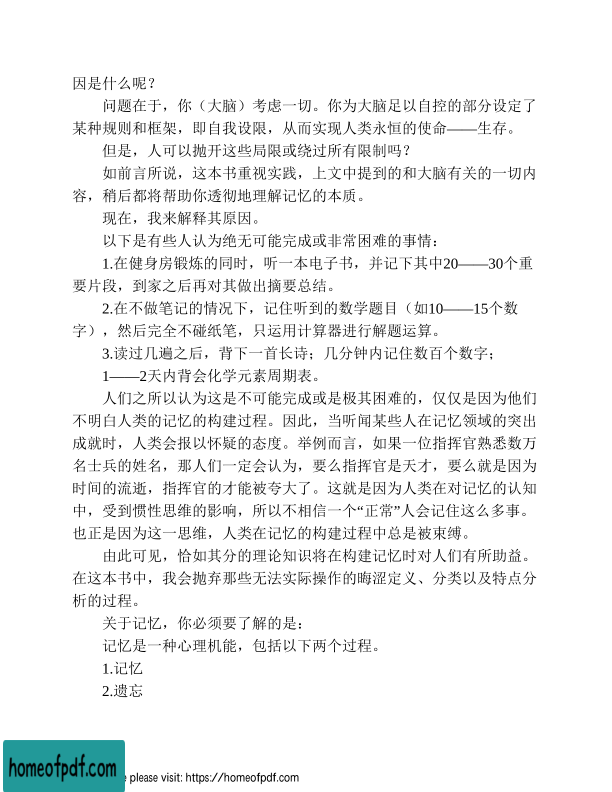 因是什么呢？
问题在于，你（大脑）考虑一切。你为大脑足以自控的部分设定了
某种规则和框架，即自我设限，从而实现人类永恒的使命——生存。
但是，人可以抛开这些局限或绕过所有限制吗？
如前言所说，这本书重视实践，上文中提到的和大脑有关的一切内
容，稍后都将帮助你透彻地理解记忆的本质。
现在，我来解释其原因。
以下是有些人认为绝无可能完成或非常困难的事情：
1.在健身房锻炼的同时，听一本电子书，并记下其中20——30个重
要片段，到家之后再对其做出摘要总结。
2.在不做笔记的情况下，记住听到的数学题目（如10——15个数
字），然后完全不碰纸笔，只运用计算器进行解题运算。
3.读过几遍之后，背下一首长诗；几分钟内记住数百个数字；
1——2天内背会化学元素周期表。
人们之所以认为这是不可能完成或是极其困难的，仅仅是因为他们
不明白人类的记忆的构建过程。因此，当听闻某些人在记忆领域的突出
成就时，人类会报以怀疑的态度。举例而言，如果一位指挥官熟悉数万
名士兵的姓名，那人们一定会认为，要么指挥官是天才，要么就是因为
时间的流逝，指挥官的才能被夸大了。这就是因为人类在对记忆的认知
中，受到惯性思维的影响，所以不相信一个“正常”人会记住这么多事。
也正是因为这一思维，人类在记忆的构建过程中总是被束缚。
由此可见，恰如其分的理论知识将在构建记忆时对人们有所助益。
在这本书中，我会抛弃那些无法实际操作的晦涩定义、分类以及特点分
析的过程。
关于记忆，你必须要了解的是：
记忆是一种心理机能，包括以下两个过程。
1.记忆
2.遗忘
homeofpdf.com
please visit: https://homeofpdf.com